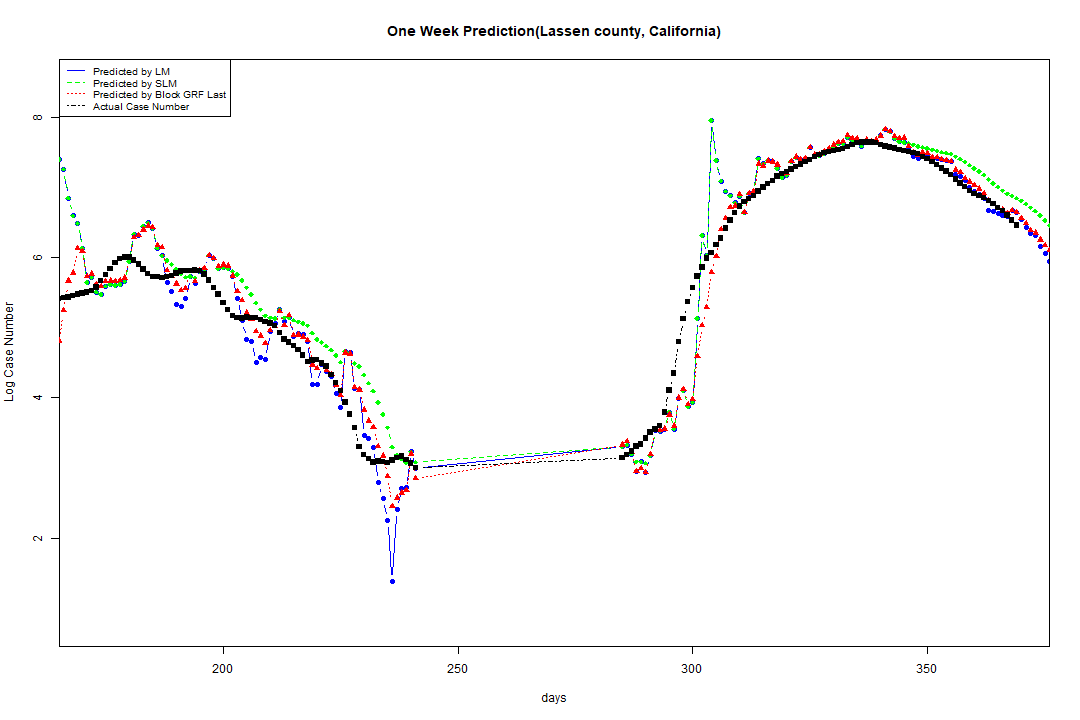 One Week Prediction(Lassen county, California)
Predicted by LM
Predicted by SLM
Predicted by Block GRF Last
Actual Case Number
8
6
4
2
Log Case Number
200 250 300 350
days